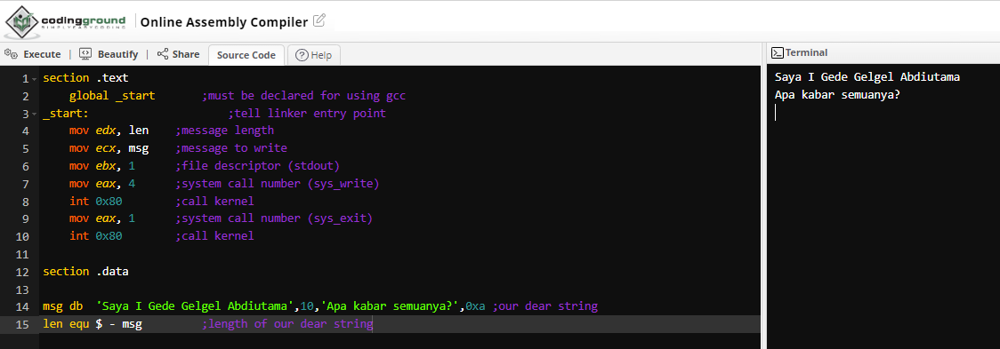 codingground
SIMPLYEASYCODING
Online Assembly Compiler
Execute | Beautify | Share Source Code Help
1 section .text
2 global _start ;must be declared for using gcc
3 _start: ;tell linker entry point
4 mov edx, len ;message length
5 mov ecx, msg ;message to write
6 mov ebx, 1 ;file descriptor (stdout)
7 mov eax, 4 ;system call number (sys_write)
8 int 0x80 ;call kernel
9 mov eax, 1 ;system call number (sys_exit)
10 int 0x80 ;call kernel
11
12 section .data
13
14 msg db 'Saya I Gede Gelgel Abdiutama',10,'Apa kabar semuanya?',0xa ;our dear string
15 len equ $ - msg ;length of our dear string
Terminal
Saya I Gede Gelgel Abdiutama
Apa kabar semuanya?